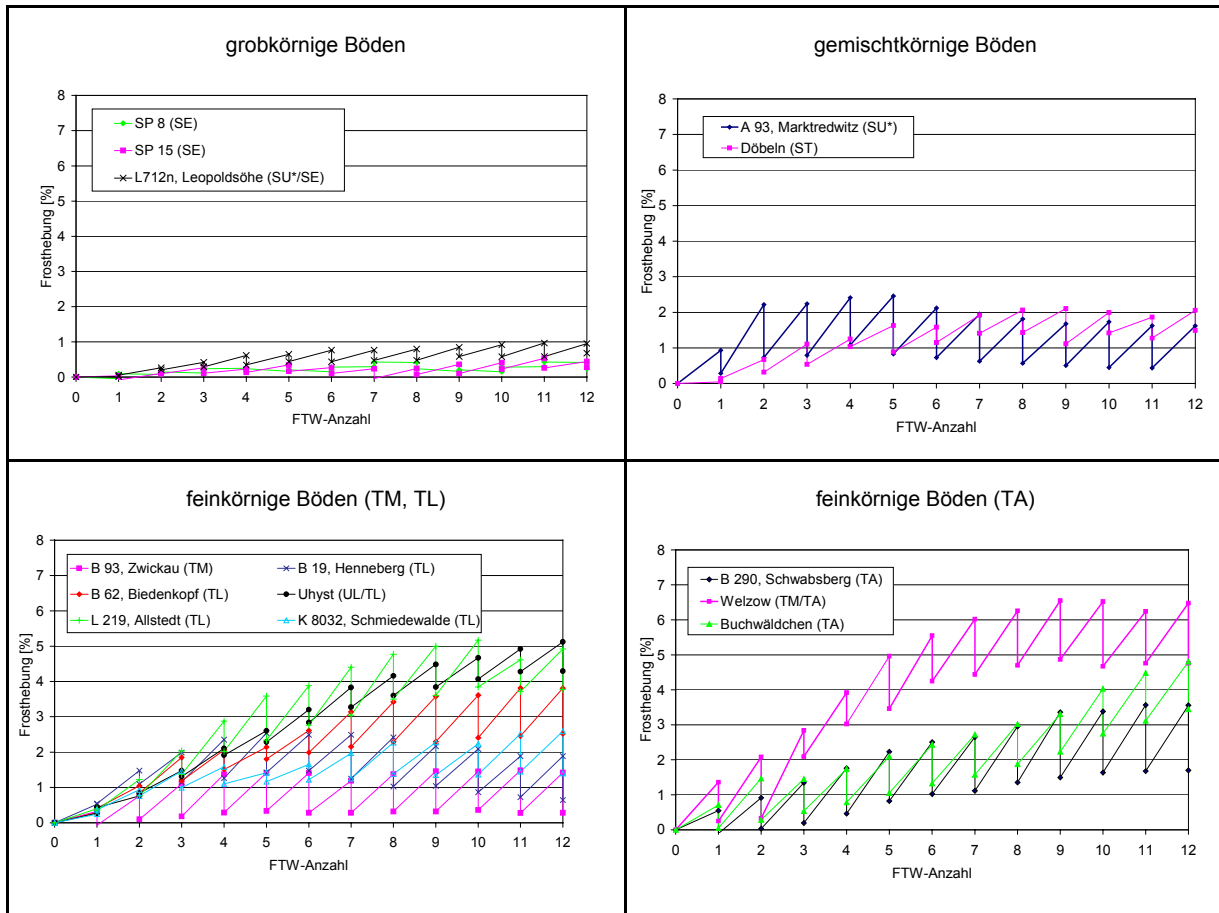 grobkörnige Böden
8
7
6
5
4
3
2
1
0
Frosthebung [%]
SP 8 (SE)
SP 15 (SE)
L712n, Leopoldsöhe (SU*/SE)
0 1 2 3 4 5 6 7 8 9 10 11 12
FTW-Anzahl
gemischtkörnige Böden
8
7
6
5
4
3
2
1
0
Frosthebung [%]
A 93, Marktredwitz (SU*)
Döbeln (ST)
0 1 2 3 4 5 6 7 8 9 10 11 12
FTW-Anzahl
feinkörnige Böden (TM, TL)
8
7
6
5
4
3
2
1
0
Frosthebung [%]
B 93, Zwickau (TM) B 19, Henneberg (TL)
B 62, Biedenkopf (TL) Uhyst (UL/TL)
L 219, Allstedt (TL) K 8032, Schmiedewalde (TL)
0 1 2 3 4 5 6 7 8 9 10 11 12
FTW-Anzahl
feinkörnige Böden (TA)
8
7
6
5
4
3
2
1
0
Frosthebung [%]
B 290, Schwabsberg (TA)
Welzow (TM/TA)
Buchwäldchen (TA)
0 1 2 3 4 5 6 7 8 9 10 11 12
FTW-Anzahl